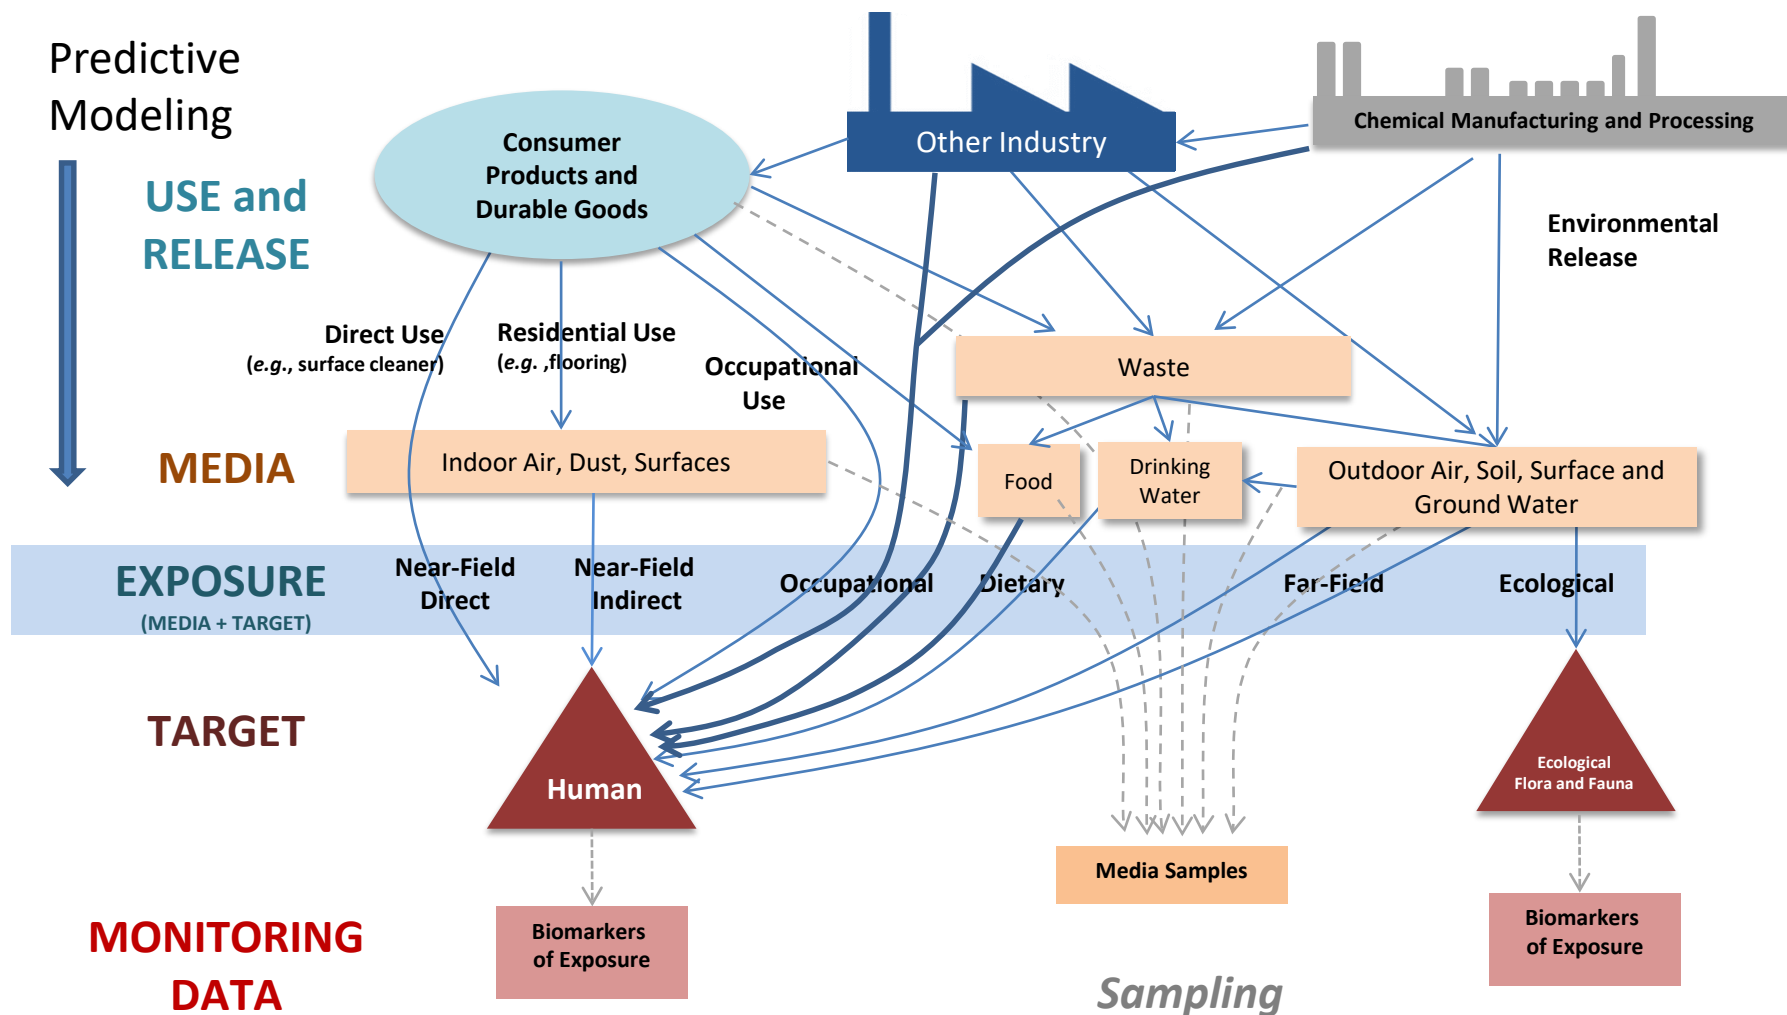 Predictive
Modeling
Other Industry
Chemical Manufacturing and Processing
Consumer
Products and
Durable Goods
USE and
RELEASE
Environmental
Release
Direct Use
(e.g., surface cleaner)
Residential Use
(e.g. ,flooring)
Occupational
Use
Waste
MEDIA
Indoor Air, Dust, Surfaces
Food
Drinking
Water
Outdoor Air, Soil, Surface and
Ground Water
EXPOSURE
(MEDIA + TARGET)
Near-Field
Direct
Near-Field
Indirect
Occupational
Dietary
Far-Field
Ecological
TARGET
Human
Ecological
Flora and Fauna
Media Samples
MONITORING
DATA
Biomarkers
of Exposure
Biomarkers
of Exposure
Sampling